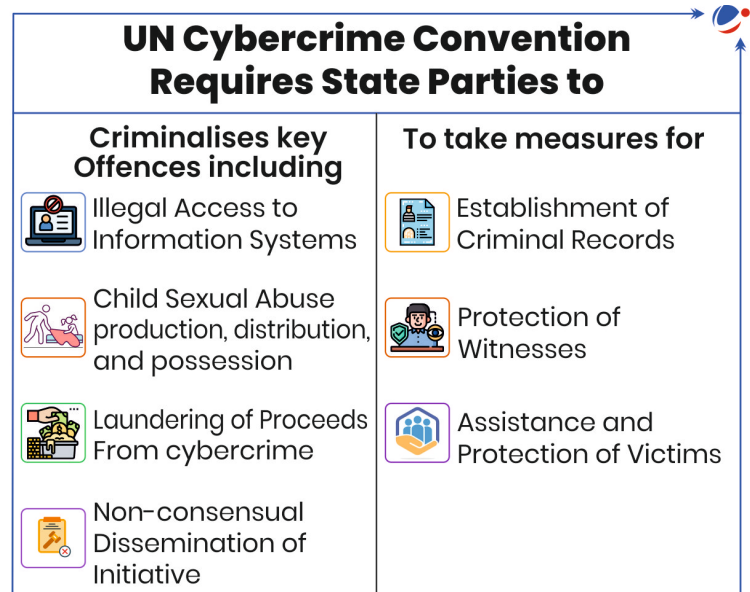 UN Cybercrime Convention
Requires State Parties to
Criminalises key
Offences including
Illegal Access to
Information Systems
Child Sexual Abuse
production, distribution,
and possession
Laundering of Proceeds
From cybercrime
Non-consensual
Dissemination of
Initiative
To take measures for
Establishment of
Criminal Records
Protection of
Witnesses
Assistance and
Protection of Victims